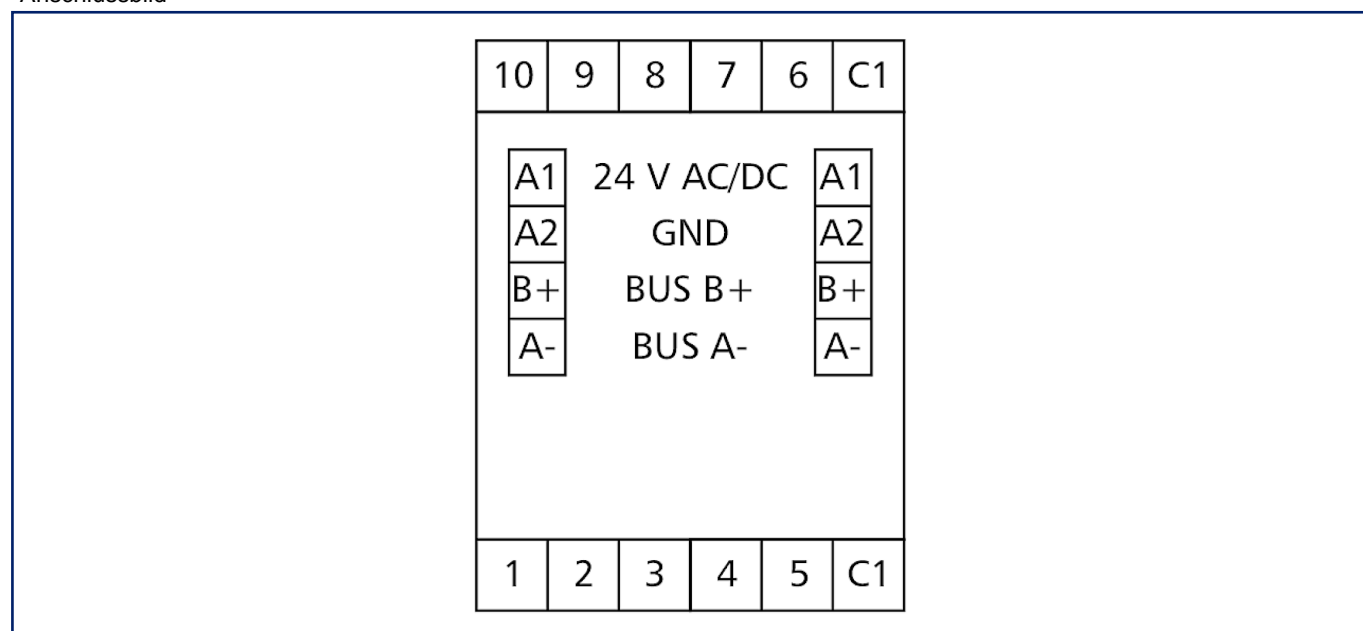 Anschlussbild
10 9 8 7 6 C1
A1 24 V AC/DC A1
A2 GND A2
B+ BUS B+ B+
A- BUS A- A-
1 2 3 4 5 C1